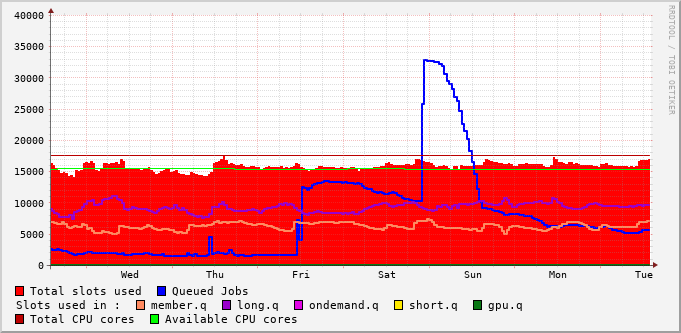 40000
35000
30000
25000
20000
15000
10000
5000
0
Wed Thu Fri Sat Sun Mon Tue
RRDTOOL / TOBI OETIKER
Total slots used Queued Jobs
Slots used in : member.q long.q ondemand.q short.q gpu.q
Total CPU cores Available CPU cores